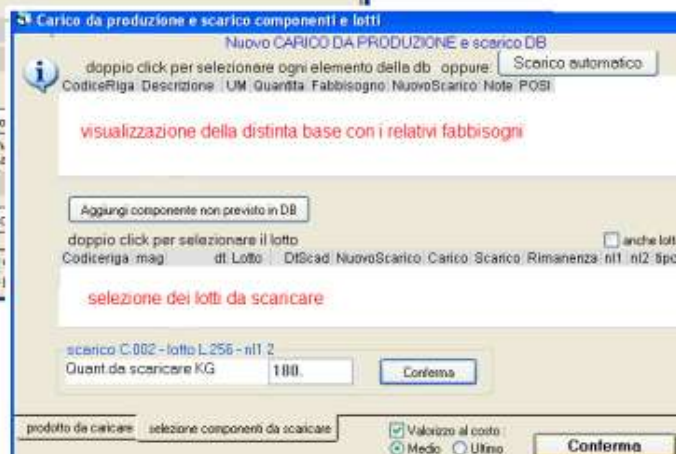 Carico da produzione e scarico componenti e lotti
Nuovo CARICO DA PRODUZIONE e scarico DB
doppio click per selezionare ogni elemento della db oppure: Scarico automatico
CodiceRiga Descrizione UM Quantita Fabbisogno NuovoScarico Note POSI
visualizzazione della distinta base con i relativi fabbisogni
Aggiungi componente non previsto in DB
doppio click per selezionare il lotto anche lott
Codiceriga mag dt Lotto DtScad NuovoScarico Carico Scarico Rimanenza nl1 nl2 tipo
selezione dei lotti da scaricare
scarico C.002 - lotto L.256 - nl1 2
Quant.da scaricare KG 180. Conferma
prodotto da caricare selezione componenti da scaricare Valorizzo al costo:
Medio Ultimo Conferma